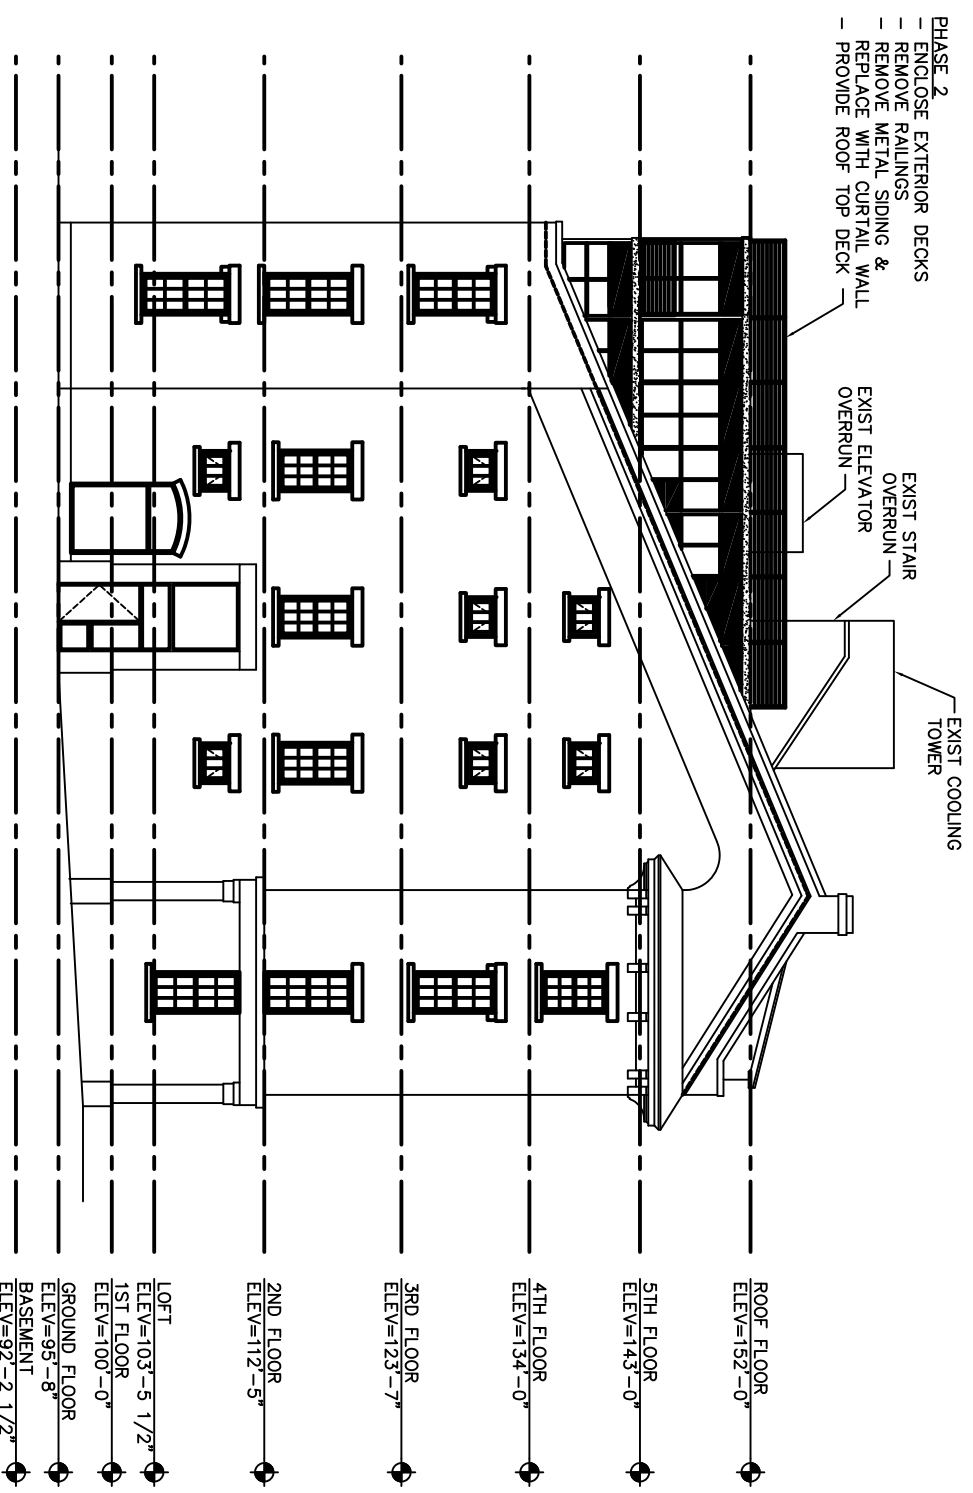 PHASE 2
- ENCLOSE EXTERIOR DECKS
- REMOVE RAILINGS
- REMOVE METAL SIDING &
REPLACE WITH CURTAIL WALL
- PROVIDE ROOF TOP DECK
EXIST ELEVATOR
OVERRUN
EXIST STAIR
OVERRUN
EXIST COOLING
TOWER
ROOF FLOOR
ELEV=152'-0"
5TH FLOOR
ELEV=143'-0"
4TH FLOOR
ELEV=134'-0"
3RD FLOOR
ELEV=123'-7"
2ND FLOOR
ELEV=112'-5"
LOFT
ELEV=103'-5 1/2"
1ST FLOOR
ELEV=100'-0"
GROUND FLOOR
ELEV=95'-8"
BASEMENT
ELEV=92'-2 1/2"